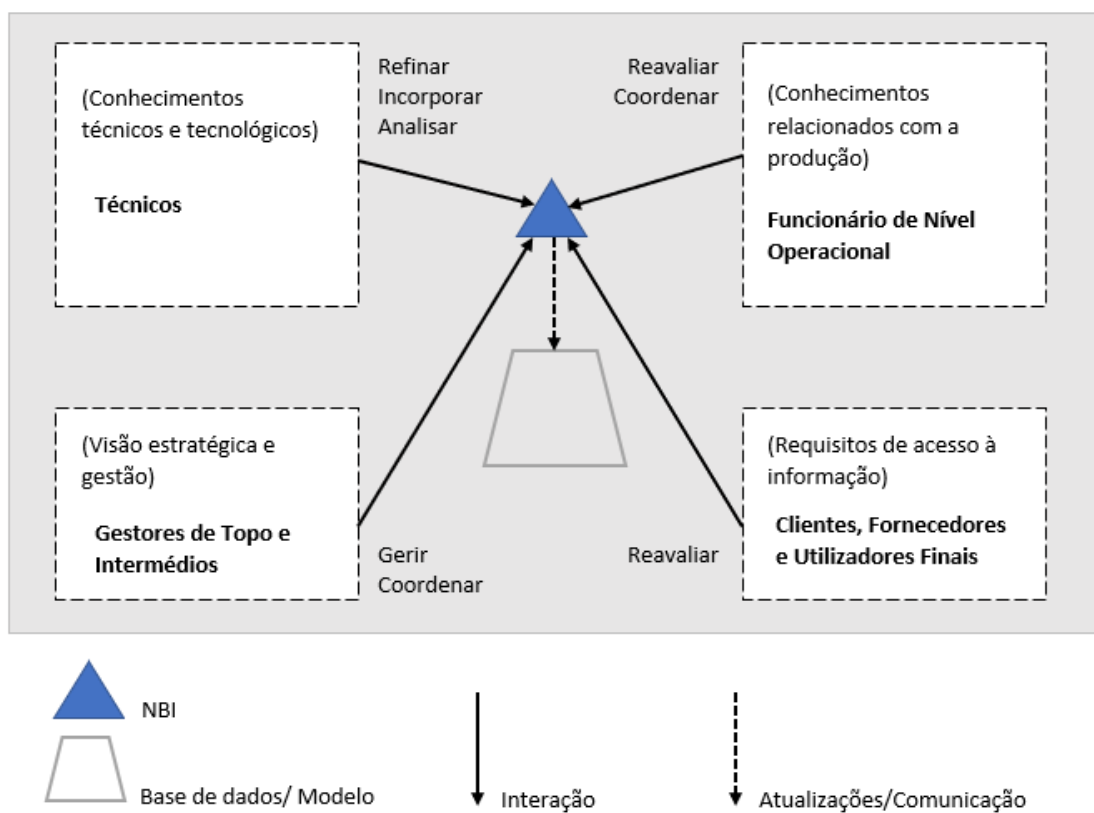 (Conhecimentos
técnicos e tecnológicos)
Técnicos
Refinar
Incorporar
Analisar
Reavaliar
Coordenar
(Conhecimentos
relacionados com a
produção)
Funcionário de Nível
Operacional
(Visão estratégica e
gestão)
Gestores de Topo e
Intermédios
Gerir
Coordenar
Reavaliar
(Requisitos de acesso à
informação)
Clientes, Fornecedores
e Utilizadores Finais
NBI
Base de dados/ Modelo
Interação
Atualizações/Comunicação